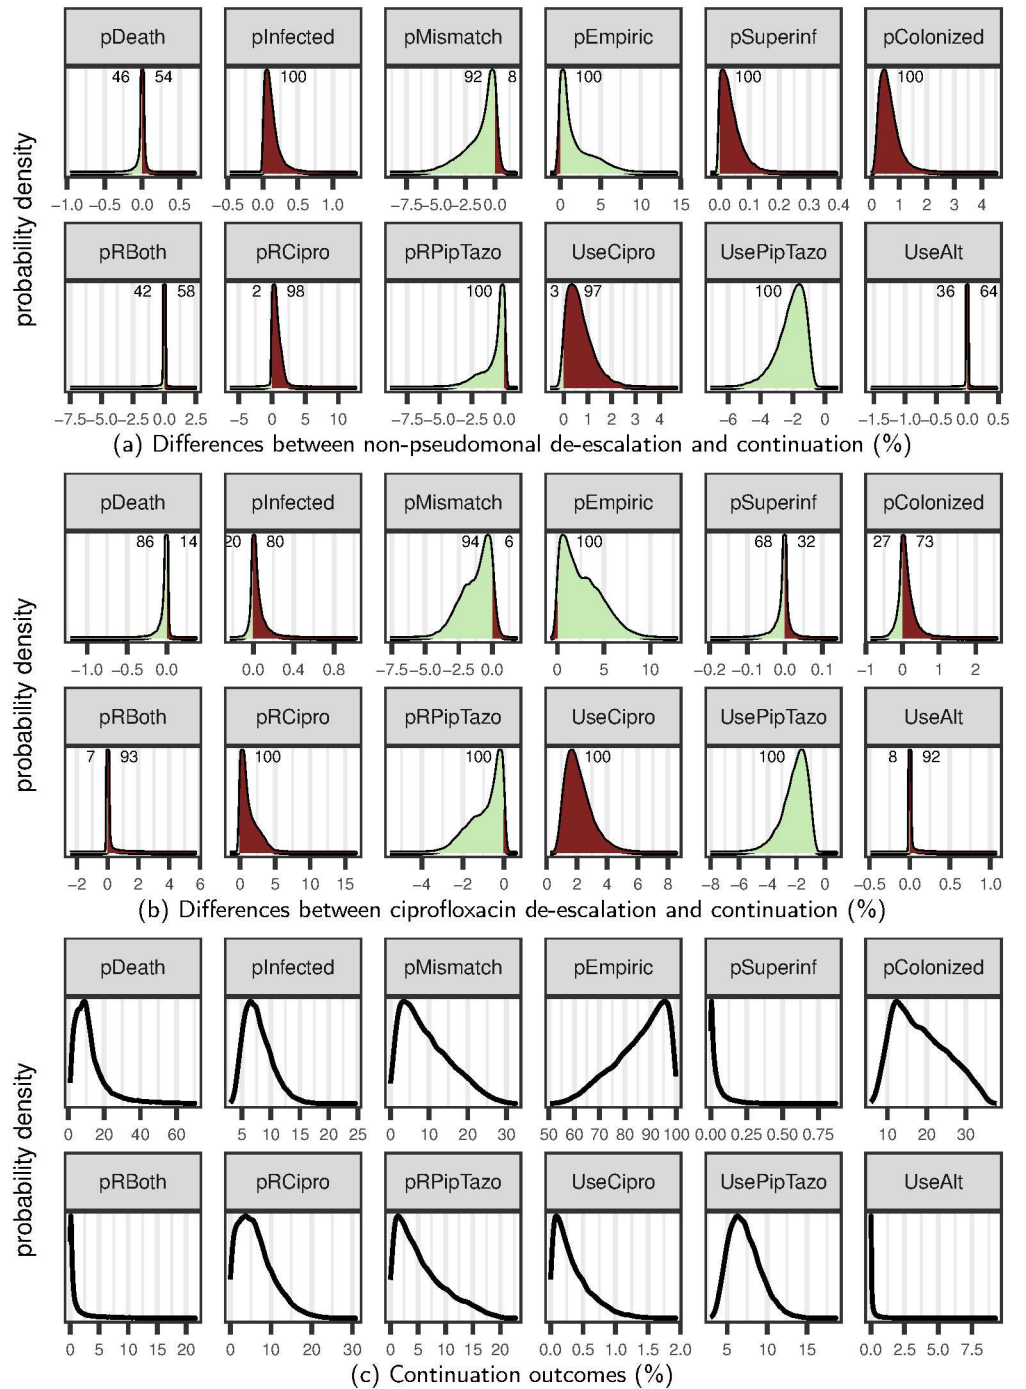 pDeath pInfected pMismatch pEmpiric pSuperinf pColonized
46 54 100 92 8 100 100 100
−1.0 −0.5 0.0 0.5 0.0 0.5 1.0 −7.5 −5.0 −2.5 0.0 0 5 10 15 0.0 0.1 0.2 0.3 0.4 0 1 2 3 4
pRBoth pRCipro pRPipTazo UseCipro UsePipTazo UseAlt
42 58 2 98 100 3 97 100 36 64
−7.5 −5.0 −2.5 0.0 2.5 −5 0 5 10 −7.5 −5.0 −2.5 0.0 0 1 2 3 4 −6 −4 −2 0 −1.5 −1.0 −0.5 0.0 0.5
probability density
(a) Differences between non-pseudomonal de-escalation and continuation (%)
pDeath pInfected pMismatch pEmpiric pSuperinf pColonized
86 14 20 80 94 6 100 68 32 27 73
−1.0 −0.5 0.0 0.0 0.4 0.8 −7.5 −5.0 −2.5 0.0 0 5 10 −0.2 −0.1 0.0 0.1 −1 0 1 2
pRBoth pRCipro pRPipTazo UseCipro UsePipTazo UseAlt
7 93 100 100 100 100 8 92
−2 0 2 4 6 0 5 10 15 −4 −2 0 0 2 4 6 8 −8 −6 −4 −2 0 −0.5 0.0 0.5 1.0
probability density
(b) Differences between ciprofloxacin de-escalation and continuation (%)
pDeath pInfected pMismatch pEmpiric pSuperinf pColonized
0 20 40 60 5 10 15 20 25 0 10 20 30 50 60 70 80 90 100 0.00 0.25 0.50 0.75 10 20 30
pRBoth pRCipro pRPipTazo UseCipro UsePipTazo UseAlt
0 5 10 15 20 0 10 20 30 0 5 10 15 20 0.0 0.5 1.0 1.5 2.0 5 10 15 0.0 2.5 5.0 7.5
probability density
(c) Continuation outcomes (%)